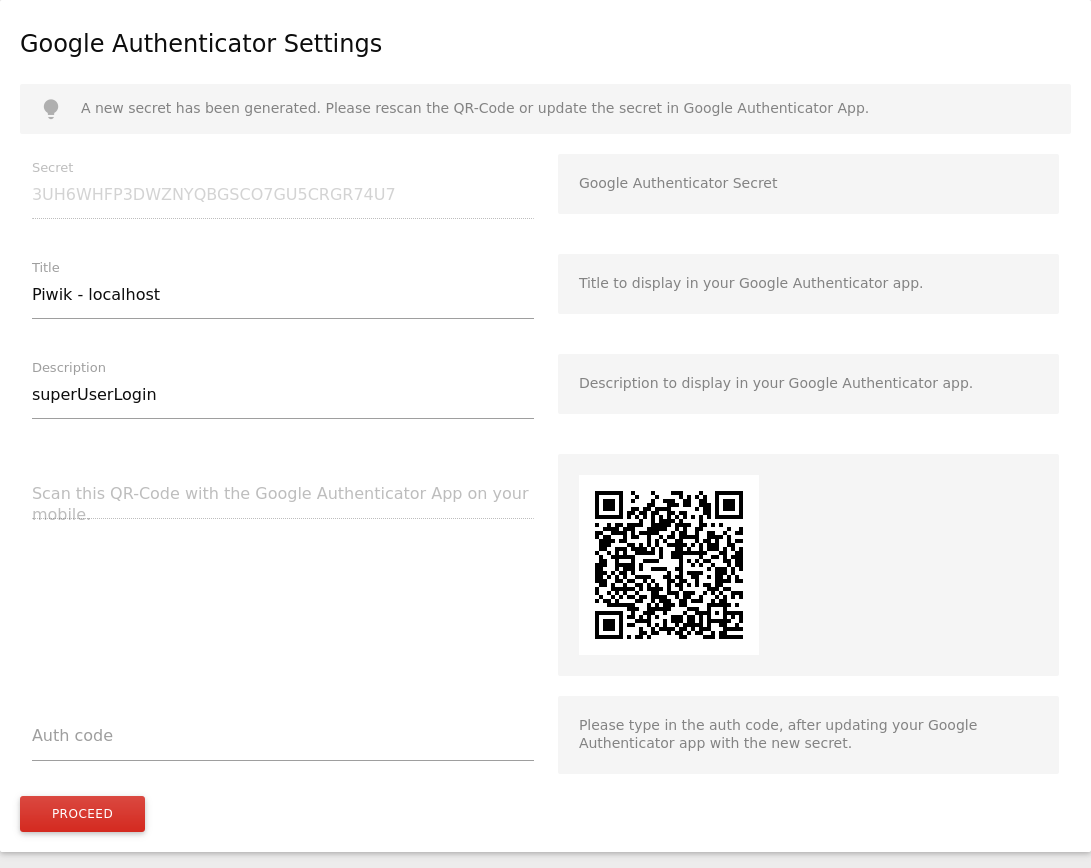 Google Authenticator Settings
A new secret has been generated. Please rescan the QR-Code or update the secret in Google Authenticator App.
Secret
3UH6WHFP3DWZNYQBGSCO7GU5CRGR74U7
Google Authenticator Secret
Title
Piwik - localhost
Title to display in your Google Authenticator app.
Description
superUserLogin
Description to display in your Google Authenticator app.
Scan this QR-Code with the Google Authenticator App on your
mobile.
Auth code
Please type in the auth code, after updating your Google
Authenticator app with the new secret.
PROCEED